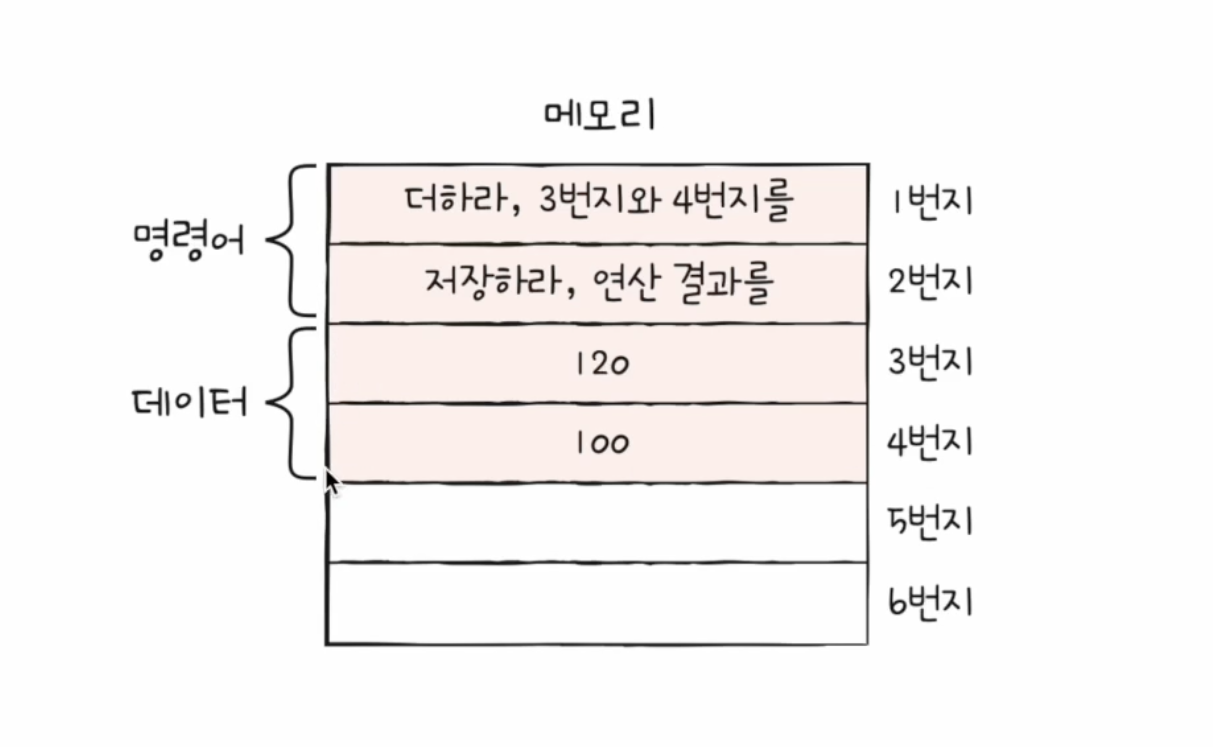 메모리
더하라, 3번지와 4번지를
1번지
명령어
저장하라, 연산 결과를
2번지
120
3번지
데이터
100
4번지
5번지
6번지